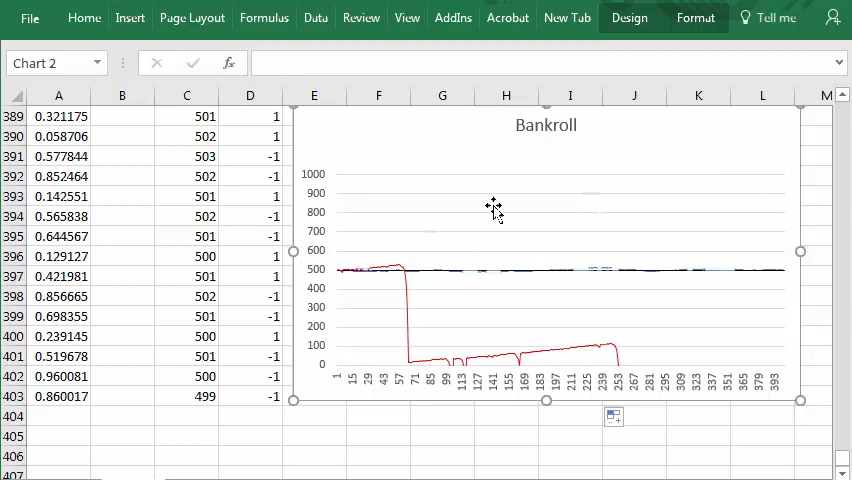 File Home Insert Page Layout Formulas Data Review View AddIns Acrobat New Tab Design Format Tell me
Chart 2 fx
A B C D E F G H I J K L M
389 0.321175 501 1
390 0.058706 502 1
391 0.577844 503 -1
392 0.852464 502 -1
393 0.142551 501 1
394 0.565838 502 -1
395 0.644567 501 -1
396 0.129127 500 1
397 0.421981 501 1
398 0.856665 502 -1
399 0.698355 501 -1
400 0.239145 500 1
401 0.519678 501 -1
402 0.960081 500 -1
403 0.860017 499 -1
404
405
406
407
Bankroll
1000
900
800
700
600
500
400
300
200
100
0
1 15 29 43 57 71 85 99 113 127 141 155 169 183 197 211 225 239 253 267 281 295 309 323 337 351 365 379 393